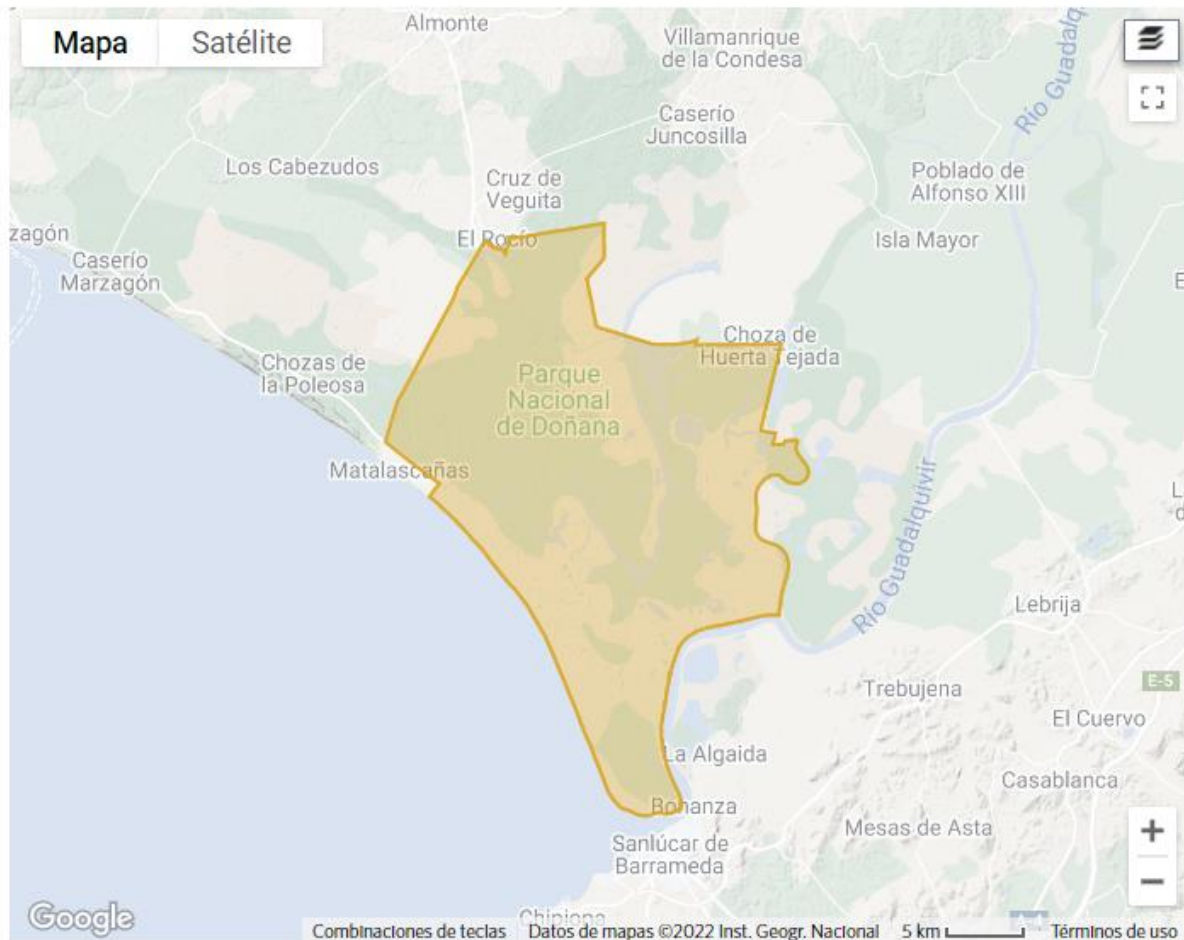 Mapa
Satélite
Almonte
Villamanrique
de la Condesa
Río Guadalqu
Caserío
Juncosilla
Los Cabezudos
Cruz de
Veguita
Poblado de
Alfonso XIII
zagón
El Rocío
Isla Mayor
Caserío
Marzagón
E
Chozas de
la Poleosa
Choza de
Huerta Tejada
Parque
Nacional
de Doñana
Matalascañas
L
d
Río Guadalquivir
Lebrija
Trebujena
E-5
El Cuervo
La Algaida
Casablanca
Bonanza
Mesas de Asta
Sanlúcar de
Barrameda
Chipiona
A-4
Google
Combinaciones de teclas
Datos de mapas ©2022 Inst. Geogr. Nacional
5 km
Términos de uso